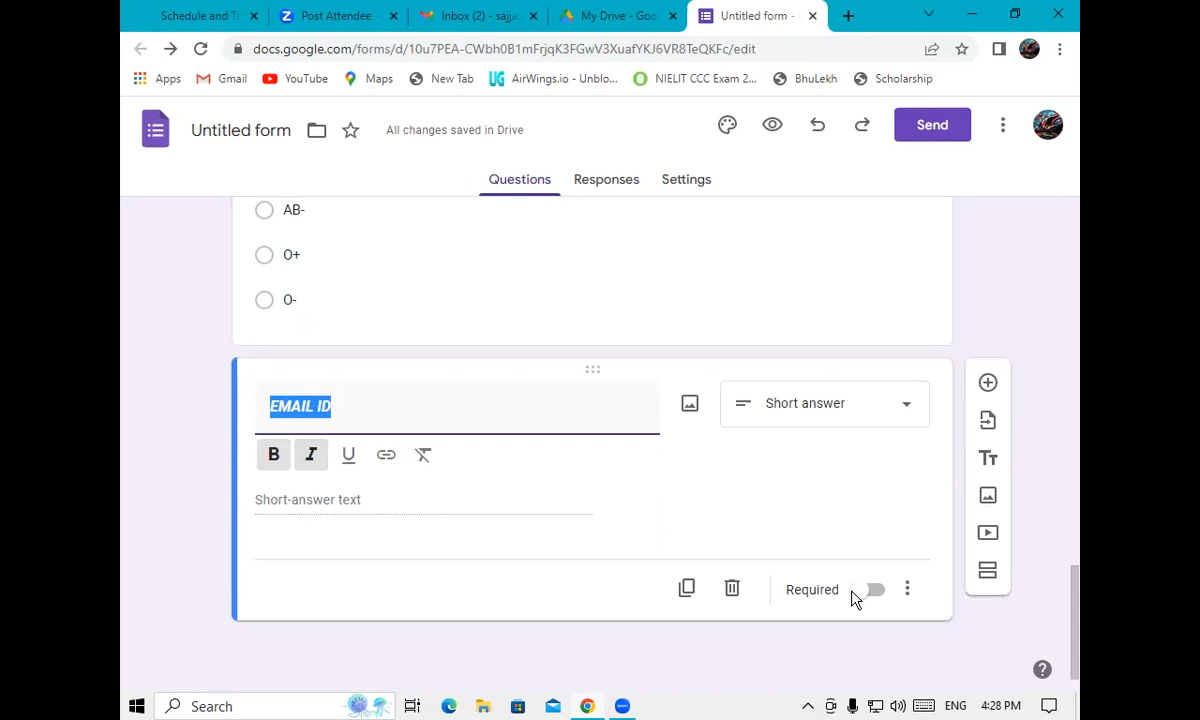 Schedule and Ta
Post Attendee
Inbox (2) - sajja
My Drive - Goo
Untitled form -
docs.google.com/forms/d/10u7PEA-CWbh0B1mFrjqK3FGwV3XuafYKJ6VR8TeQKFc/edit
Apps
Gmail
YouTube
Maps
New Tab
AirWings.io - Unblo...
NIELIT CCC Exam 2...
BhuLekh
Scholarship
Untitled form
All changes saved in Drive
Send
Questions
Responses
Settings
AB-
O+
O-
EMAIL ID
Short answer
B I U
Tt
Short-answer text
Required
Search
ENG
4:28 PM